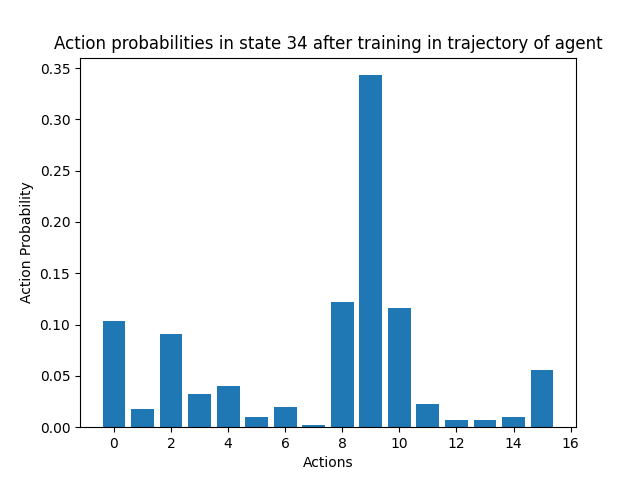 Action probabilities in state 34 after training in trajectory of agent
0.35
0.30
0.25
0.20
0.15
0.10
0.05
0.00
Action Probability
0 2 4 6 8 10 12 14 16
Actions